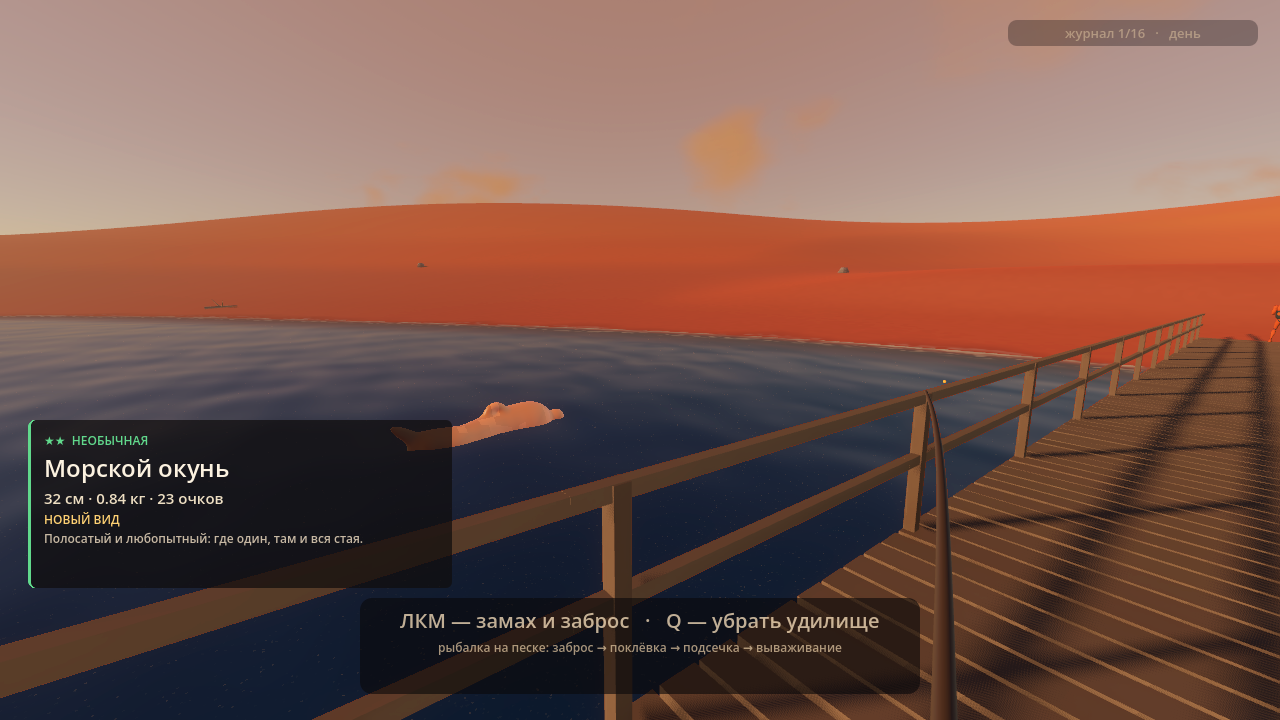 журнал 1/16 · день
★★ НЕОБЫЧНАЯ
Морской окунь
32 см · 0.84 кг · 23 очков
НОВЫЙ ВИД
Полосатый и любопытный: где один, там и вся стая.
ЛКМ — замах и заброс · Q — убрать удилище
рыбалка на песке: заброс → поклёвка → подсечка → вываживание